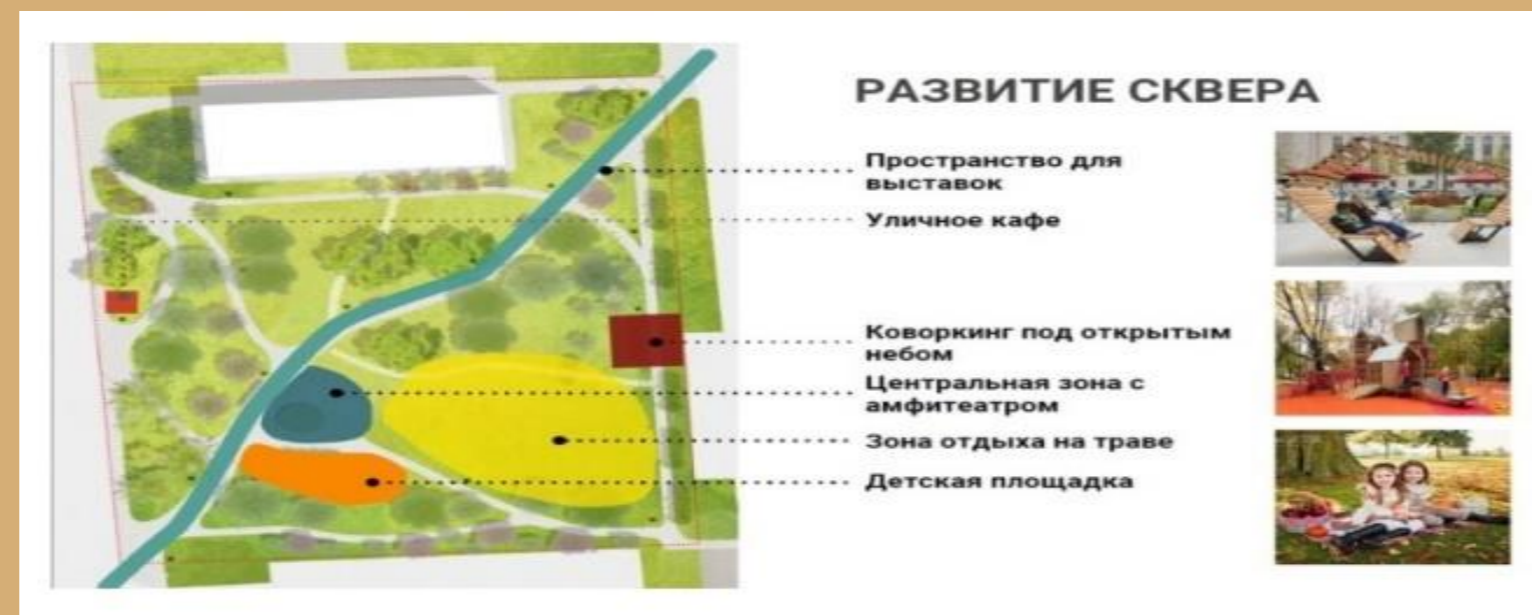 РАЗВИТИЕ СКВЕРА
Пространство для
выставок
Уличное кафе
Коворкинг под открытым
небом
Центральная зона с
амфитеатром
Зона отдыха на траве
Детская площадка